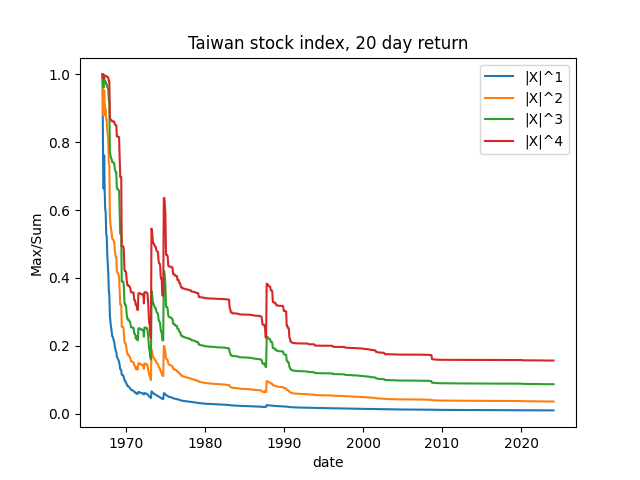 Taiwan stock index, 20 day return
|X|^1
|X|^2
|X|^3
|X|^4
Max/Sum
1.0
0.8
0.6
0.4
0.2
0.0
1970 1980 1990 2000 2010 2020
date